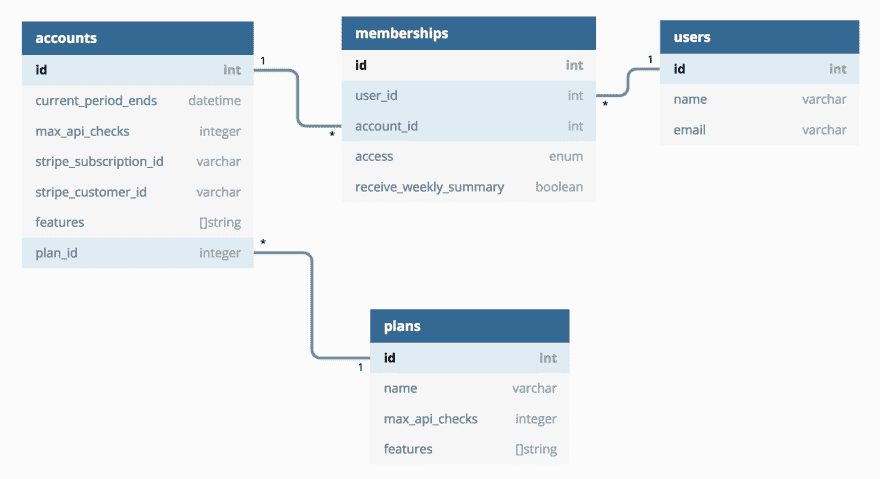 accounts
id int
current_period_ends datetime
max_api_checks integer
stripe_subscription_id varchar
stripe_customer_id varchar
features []string
plan_id integer
1
*
memberships
id int
user_id int
account_id int
access enum
receive_weekly_summary boolean
*
1
users
id int
name varchar
email varchar
*
1
plans
id int
name varchar
max_api_checks integer
features []string